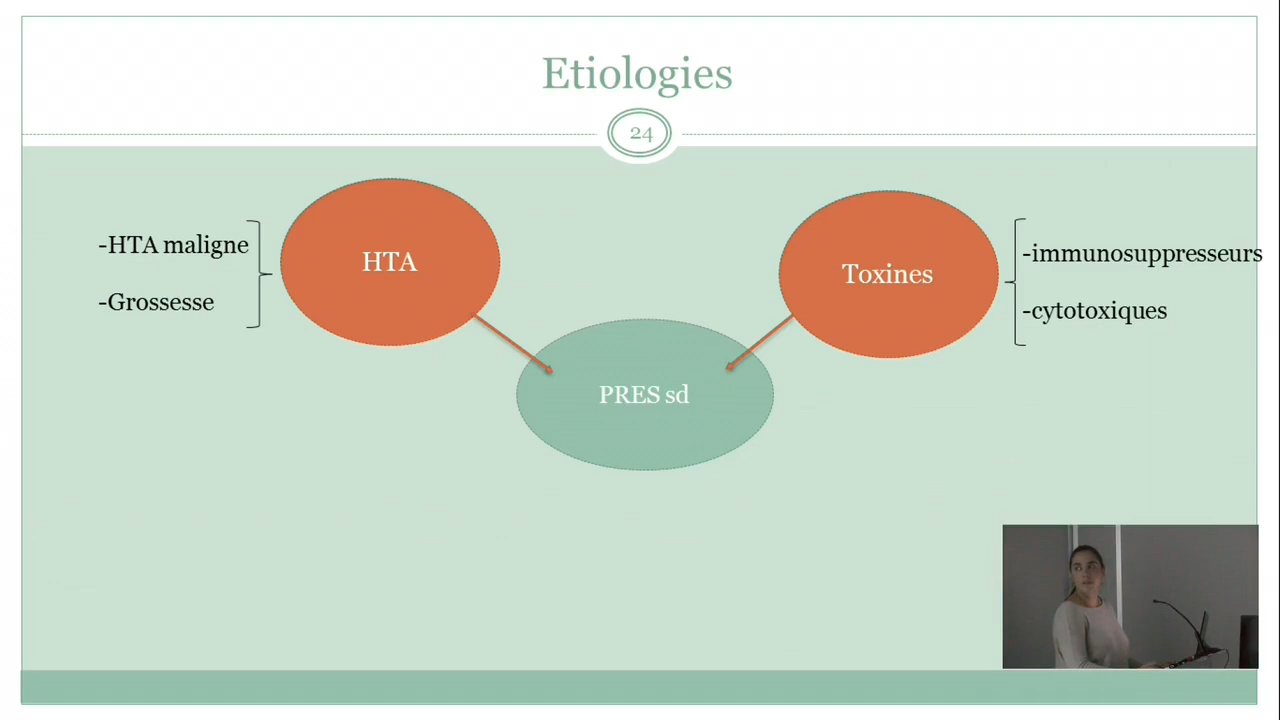 Etiologies
24
HTA
-HTA maligne
-Grossesse
Toxines
-immunosuppresseurs
-cytotoxiques
PRES sd